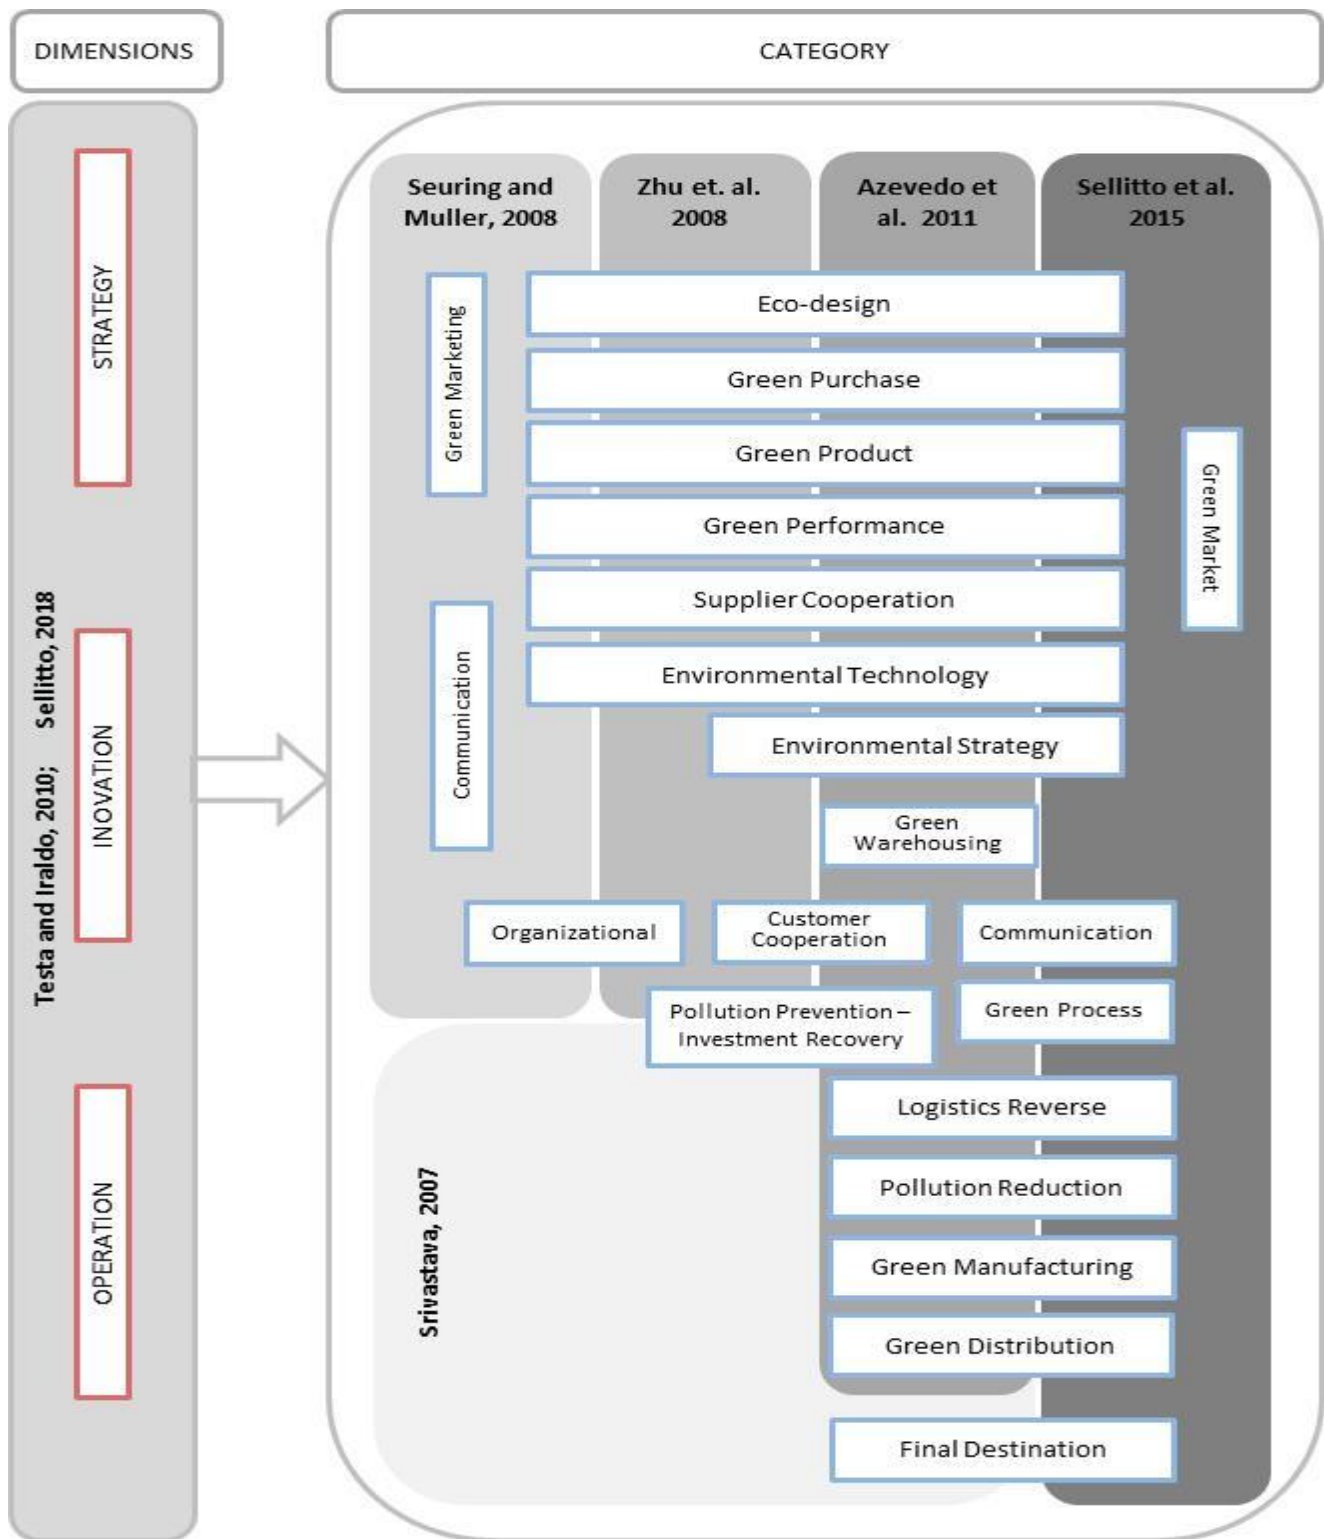 DIMENSIONS
CATEGORY
STRATEGY
INOVATION
OPERATION
Testa and Iraldo, 2010; Sellitto, 2018
Seuring and
Muller, 2008
Zhu et. al.
2008
Azevedo et
al. 2011
Sellitto et al.
2015
Green Marketing
Communication
Eco-design
Green Purchase
Green Product
Green Performance
Supplier Cooperation
Environmental Technology
Environmental Strategy
Green Market
Green
Warehousing
Organizational
Customer
Cooperation
Communication
Pollution Prevention –
Investment Recovery
Green Process
Srivastava, 2007
Logistics Reverse
Pollution Reduction
Green Manufacturing
Green Distribution
Final Destination